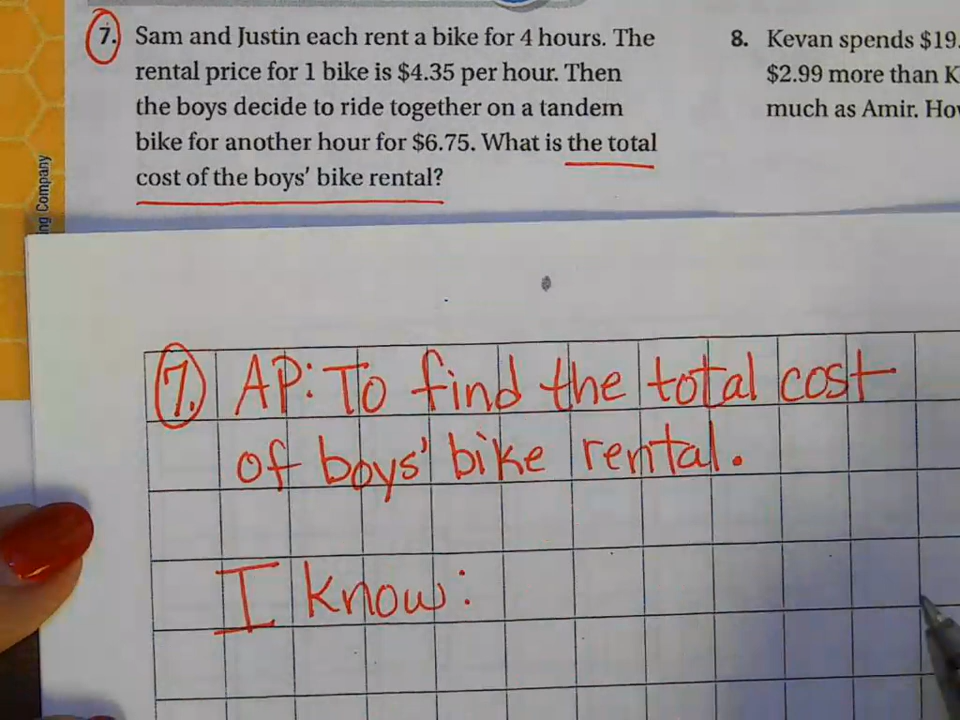 7. Sam and Justin each rent a bike for 4 hours. The
rental price for 1 bike is $4.35 per hour. Then
the boys decide to ride together on a tandem
bike for another hour for $6.75. What is the total
cost of the boys' bike rental?
8. Kevan spends $19.
$2.99 more than K
much as Amir. How
ng Company
7. AP: To find the total cost
of boys' bike rental.
I know: